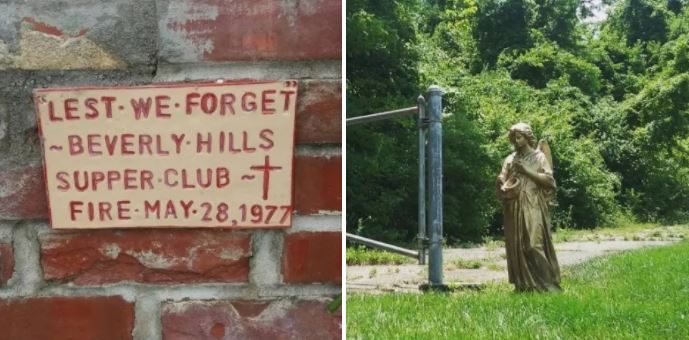 "LEST·WE·FORGET"
~BEVERLY·HILLS
SUPPER·CLUB~†
FIRE·MAY·28,1977